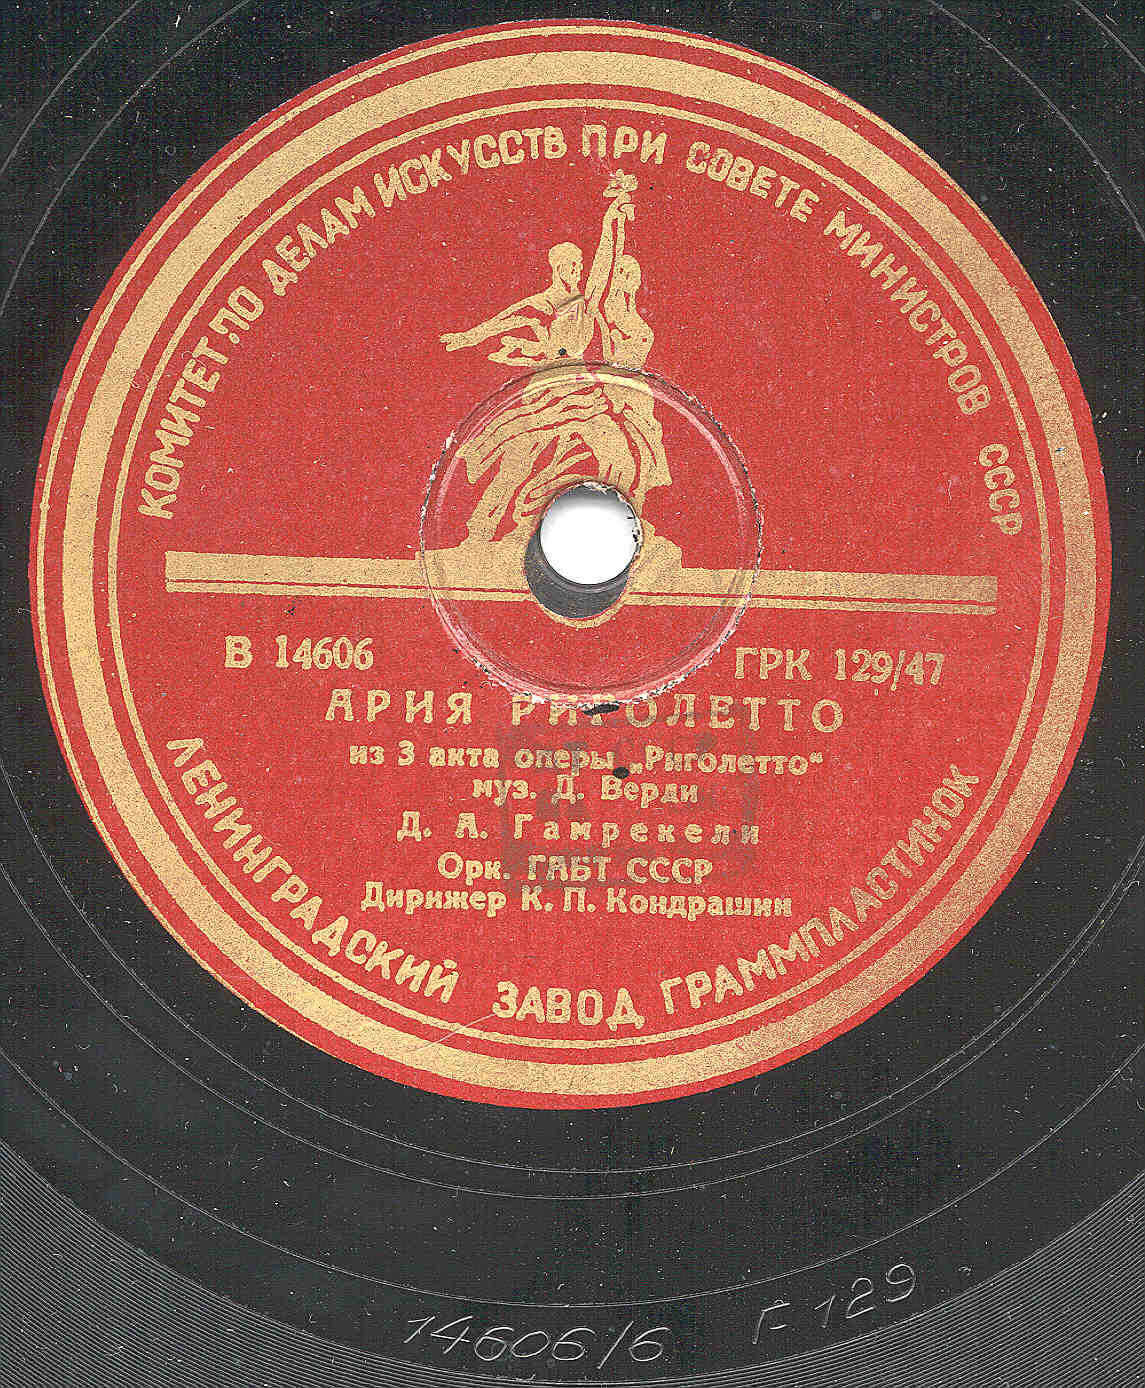 КОМИТЕТ ПО ДЕЛАМ ИСКУССТВ ПРИ СОВЕТЕ МИНИСТРОВ СССР
В 14606
ГРК 129/47
АРИЯ РИГОЛЕТТО
из 3 акта оперы „Риголетто“
муз. Д. Верди
Д. А. Гамрекели
Орк. ГАБТ СССР
Дирижер К. П. Кондрашин
ЛЕНИНГРАДСКИЙ ЗАВОД ГРАММПЛАСТИНОК
14606/6 Г 129